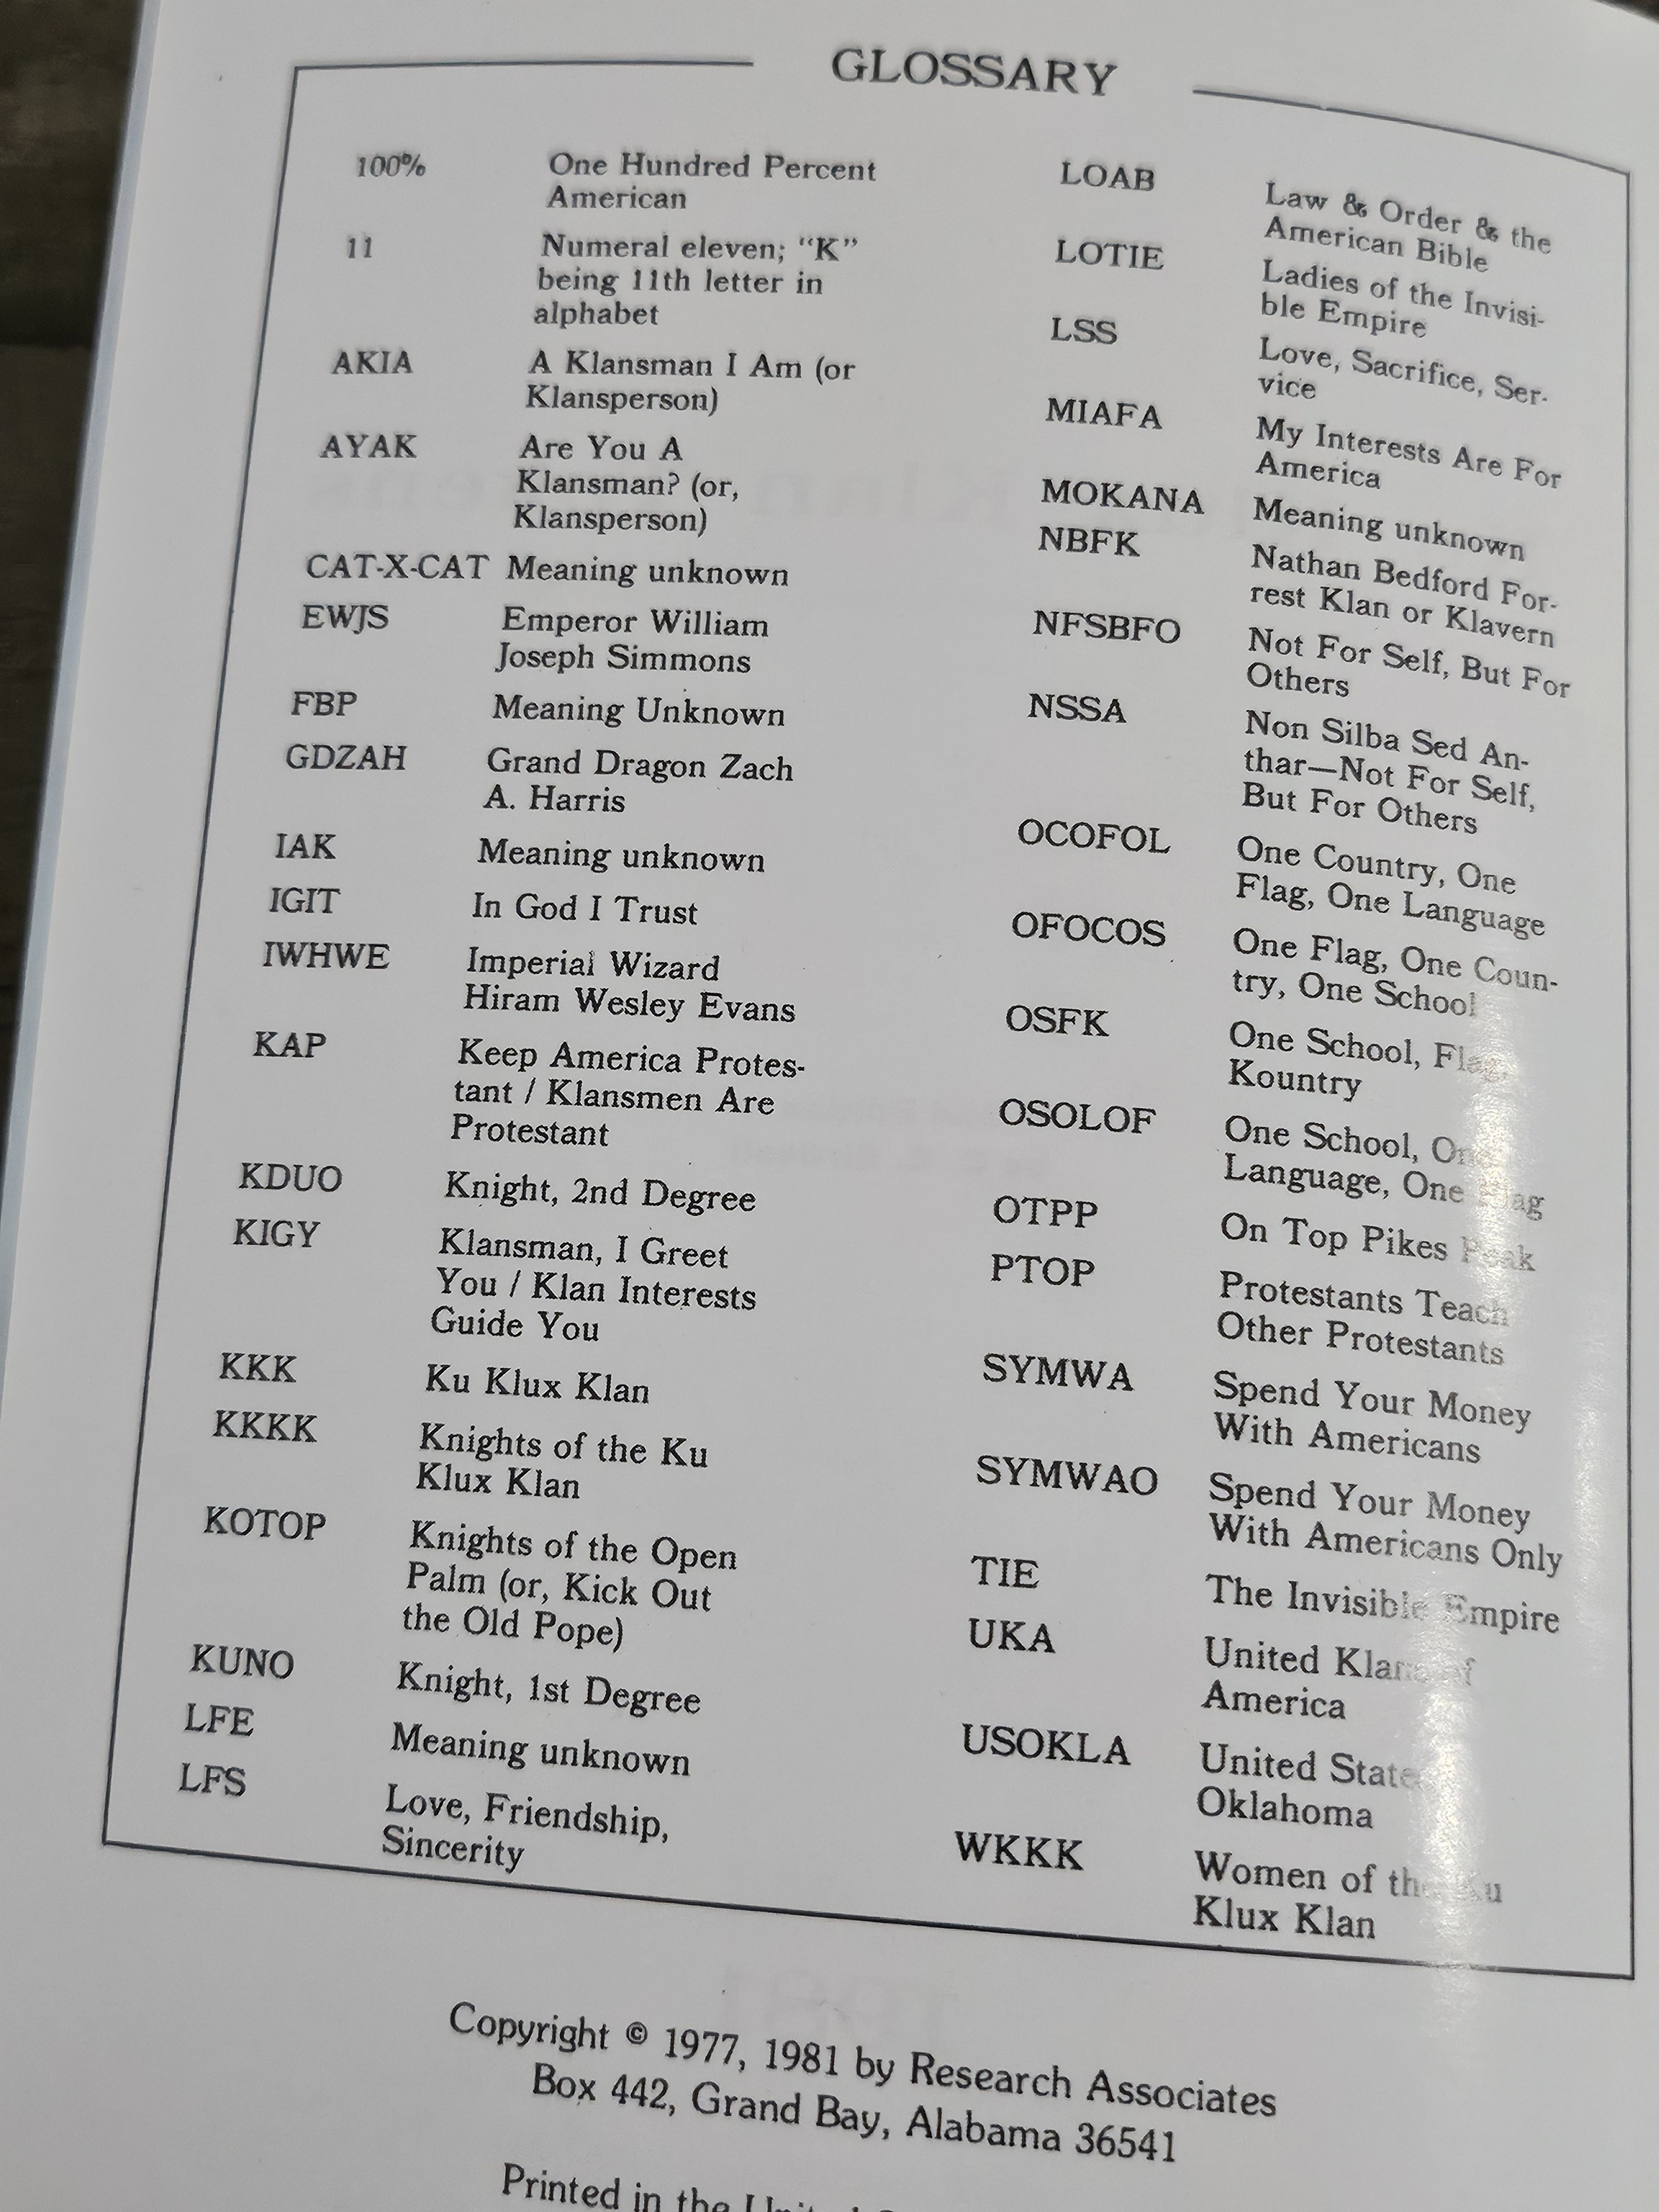 GLOSSARY
100% One Hundred Percent
American
11 Numeral eleven; "K"
being 11th letter in
alphabet
AKIA A Klansman I Am (or
Klansperson)
AYAK Are You A
Klansman? (or,
Klansperson)
CAT-X-CAT Meaning unknown
EWJS Emperor William
Joseph Simmons
FBP Meaning Unknown
GDZAH Grand Dragon Zach
A. Harris
IAK Meaning unknown
IGIT In God I Trust
IWHWE Imperial Wizard
Hiram Wesley Evans
KAP Keep America Protes-
tant / Klansmen Are
Protestant
KDUO Knight, 2nd Degree
KIGY Klansman, I Greet
You / Klan Interests
Guide You
KKK Ku Klux Klan
KKKK Knights of the Ku
Klux Klan
KOTOP Knights of the Open
Palm (or, Kick Out
the Old Pope)
KUNO Knight, 1st Degree
LFE Meaning unknown
LFS Love, Friendship,
Sincerity
LOAB Law & Order & the
American Bible
LOTIE Ladies of the Invisi-
ble Empire
LSS Love, Sacrifice, Ser-
vice
MIAFA My Interests Are For
America
MOKANA Meaning unknown
NBFK Nathan Bedford For-
rest Klan or Klavern
NFSBFO Not For Self, But For
Others
NSSA Non Silba Sed An-
thar—Not For Self,
But For Others
OCOFOL One Country, One
Flag, One Language
OFOCOS One Flag, One Coun-
try, One School
OSFK One School, Flag,
Kountry
OSOLOF One School, One
Language, One Flag
OTPP On Top Pikes Peak
PTOP Protestants Teach
Other Protestants
SYMWA Spend Your Money
With Americans
SYMWAO Spend Your Money
With Americans Only
TIE The Invisible Empire
UKA United Klans of
America
USOKLA United States
Oklahoma
WKKK Women of the Ku
Klux Klan
Copyright © 1977, 1981 by Research Associates
Box 442, Grand Bay, Alabama 36541
Printed in the